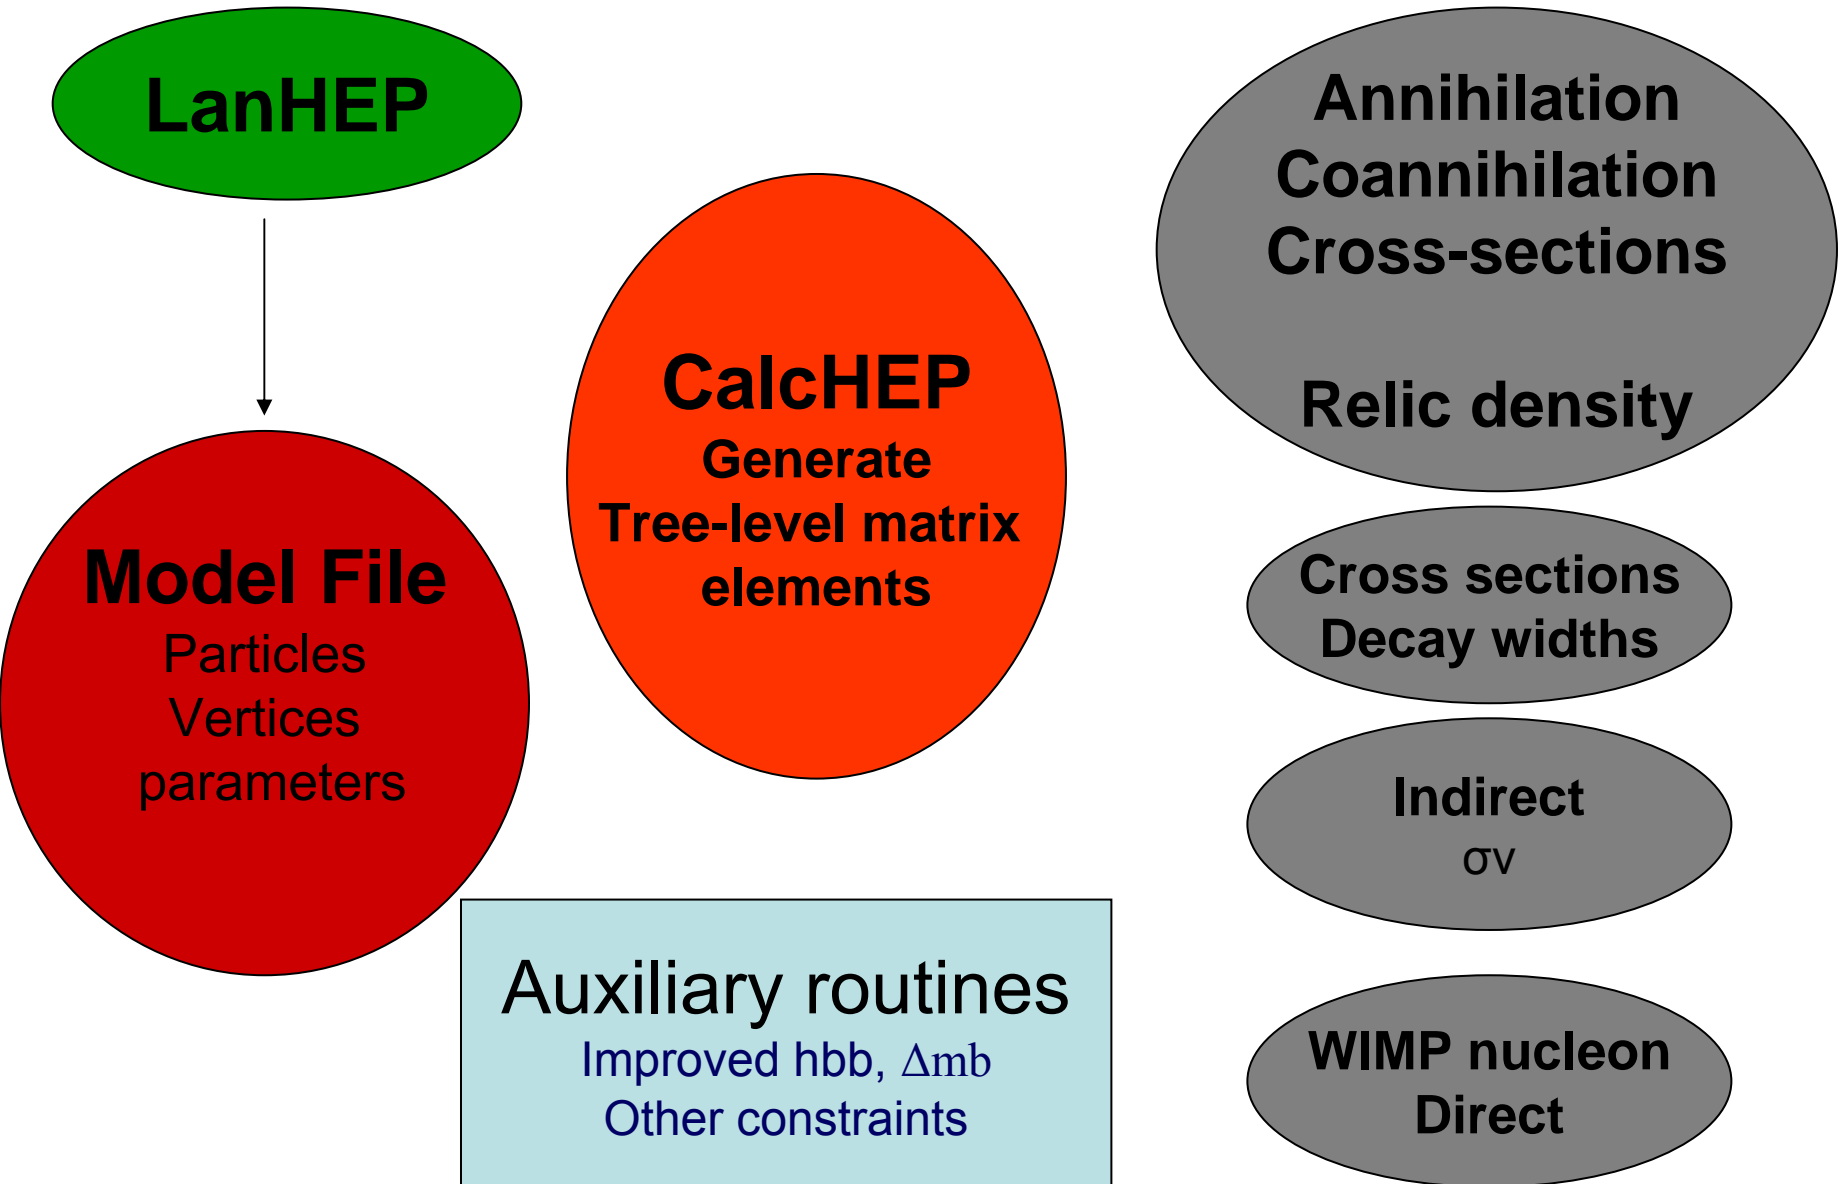 LanHEP
Model File
Particles
Vertices
parameters
CalcHEP
Generate
Tree-level matrix
elements
Auxiliary routines
Improved hbb, Δmb
Other constraints
Annihilation
Coannihilation
Cross-sections
Relic density
Cross sections
Decay widths
Indirect
σv
WIMP nucleon
Direct